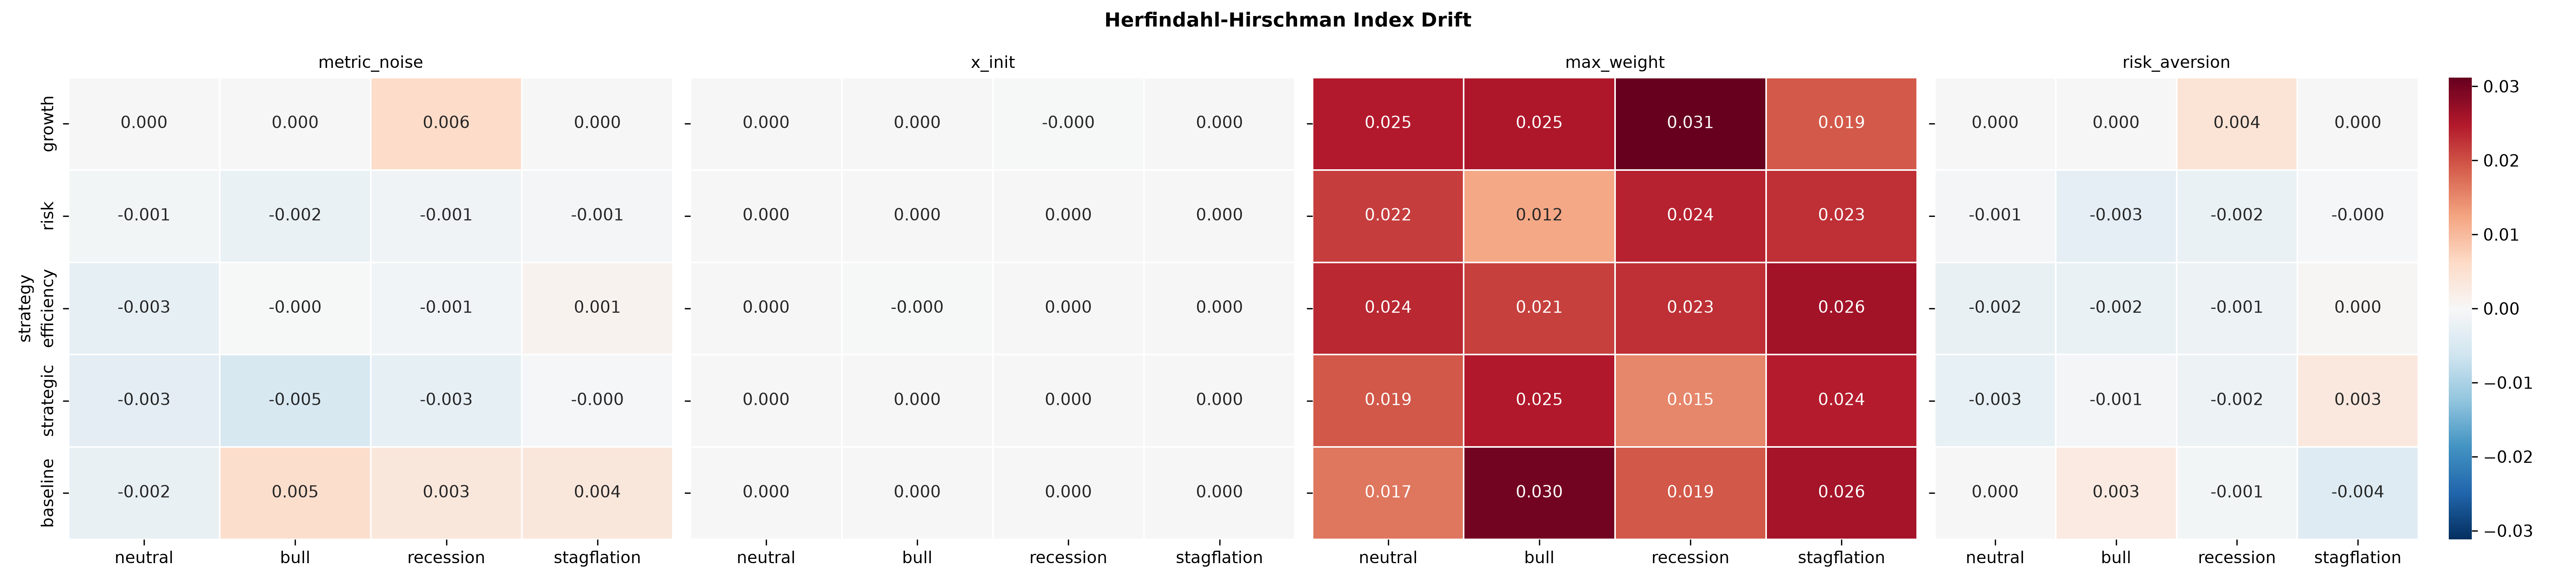 Herfindahl-Hirschman Index Drift
metric_noise x_init max_weight risk_aversion
strategy
growth 0.000 0.000 0.006 0.000 0.000 0.000 -0.000 0.000 0.025 0.025 0.031 0.019 0.000 0.000 0.004 0.000
risk -0.001 -0.002 -0.001 -0.001 0.000 0.000 0.000 0.000 0.022 0.012 0.024 0.023 -0.001 -0.003 -0.002 -0.000
efficiency -0.003 -0.000 -0.001 0.001 0.000 -0.000 0.000 0.000 0.024 0.021 0.023 0.026 -0.002 -0.002 -0.001 0.000
strategic -0.003 -0.005 -0.003 -0.000 0.000 0.000 0.000 0.000 0.019 0.025 0.015 0.024 -0.003 -0.001 -0.002 0.003
baseline -0.002 0.005 0.003 0.004 0.000 0.000 0.000 0.000 0.017 0.030 0.019 0.026 0.000 0.003 -0.001 -0.004
neutral bull recession stagflation neutral bull recession stagflation neutral bull recession stagflation neutral bull recession stagflation
0.03
0.02
0.01
0.00
−0.01
−0.02
−0.03